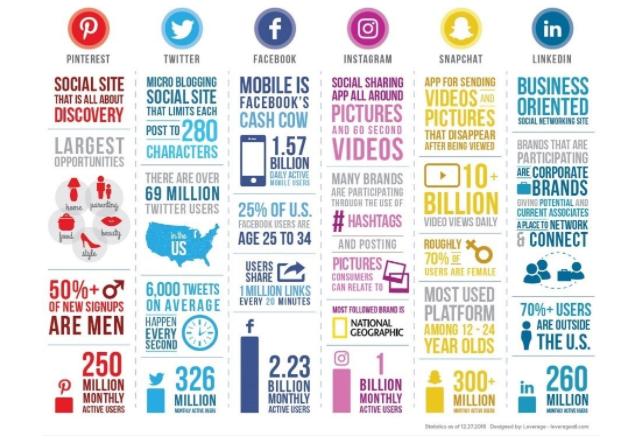 PINTEREST
SOCIAL SITE
THAT IS ALL ABOUT
DISCOVERY
LARGEST
OPPORTUNITIES
home
parenting
food
beauty
style
50%+
OF NEW SIGNUPS
ARE MEN
250
MILLION
MONTHLY
ACTIVE USERS
TWITTER
MICRO BLOGGING
SOCIAL SITE
THAT LIMITS EACH
POST TO 280
CHARACTERS
THERE ARE OVER
69 MILLION
TWITTER USERS
in the
US
6,000 TWEETS
ON AVERAGE
HAPPEN
EVERY
SECOND
326
MILLION
MONTHLY ACTIVE USERS
FACEBOOK
MOBILE IS
FACEBOOK'S
CASH COW
1.57
BILLION
DAILY ACTIVE
MOBILE USERS
25% OF U.S.
FACEBOOK USERS ARE
AGE 25 TO 34
USERS
SHARE
1 MILLION LINKS
EVERY 20 MINUTES
2.23
BILLION
MONTHLY
ACTIVE USERS
INSTAGRAM
SOCIAL SHARING
APP ALL AROUND
PICTURES
AND 60 SECOND
VIDEOS
MANY BRANDS
ARE PARTICIPATING
THROUGH THE USE OF
# HASHTAGS
AND POSTING
PICTURES
CONSUMERS
CAN RELATE TO
MOST FOLLOWED BRAND IS
NATIONAL
GEOGRAPHIC
1
BILLION
MONTHLY
ACTIVE USERS
SNAPCHAT
APP FOR SENDING
VIDEOS AND
PICTURES
THAT DISAPPEAR
AFTER BEING VIEWED
10+
BILLION
VIDEO VIEWS DAILY
ROUGHLY
70% OF
USERS ARE FEMALE
MOST USED
PLATFORM
AMONG 12 - 24
YEAR OLDS
300+
MILLION
MONTHLY ACTIVE USERS
LINKEDIN
BUSINESS
ORIENTED
SOCIAL NETWORKING SITE
BRANDS THAT ARE
PARTICIPATING
ARE CORPORATE
BRANDS
GIVING POTENTIAL AND
CURRENT ASSOCIATES
A PLACE TO NETWORK
& CONNECT
70%+ USERS
ARE OUTSIDE
THE U.S.
260
MILLION
MONTHLY ACTIVE USERS
Statistics as of 12.27.2018 Designed by: Leverage - leveragestl.com